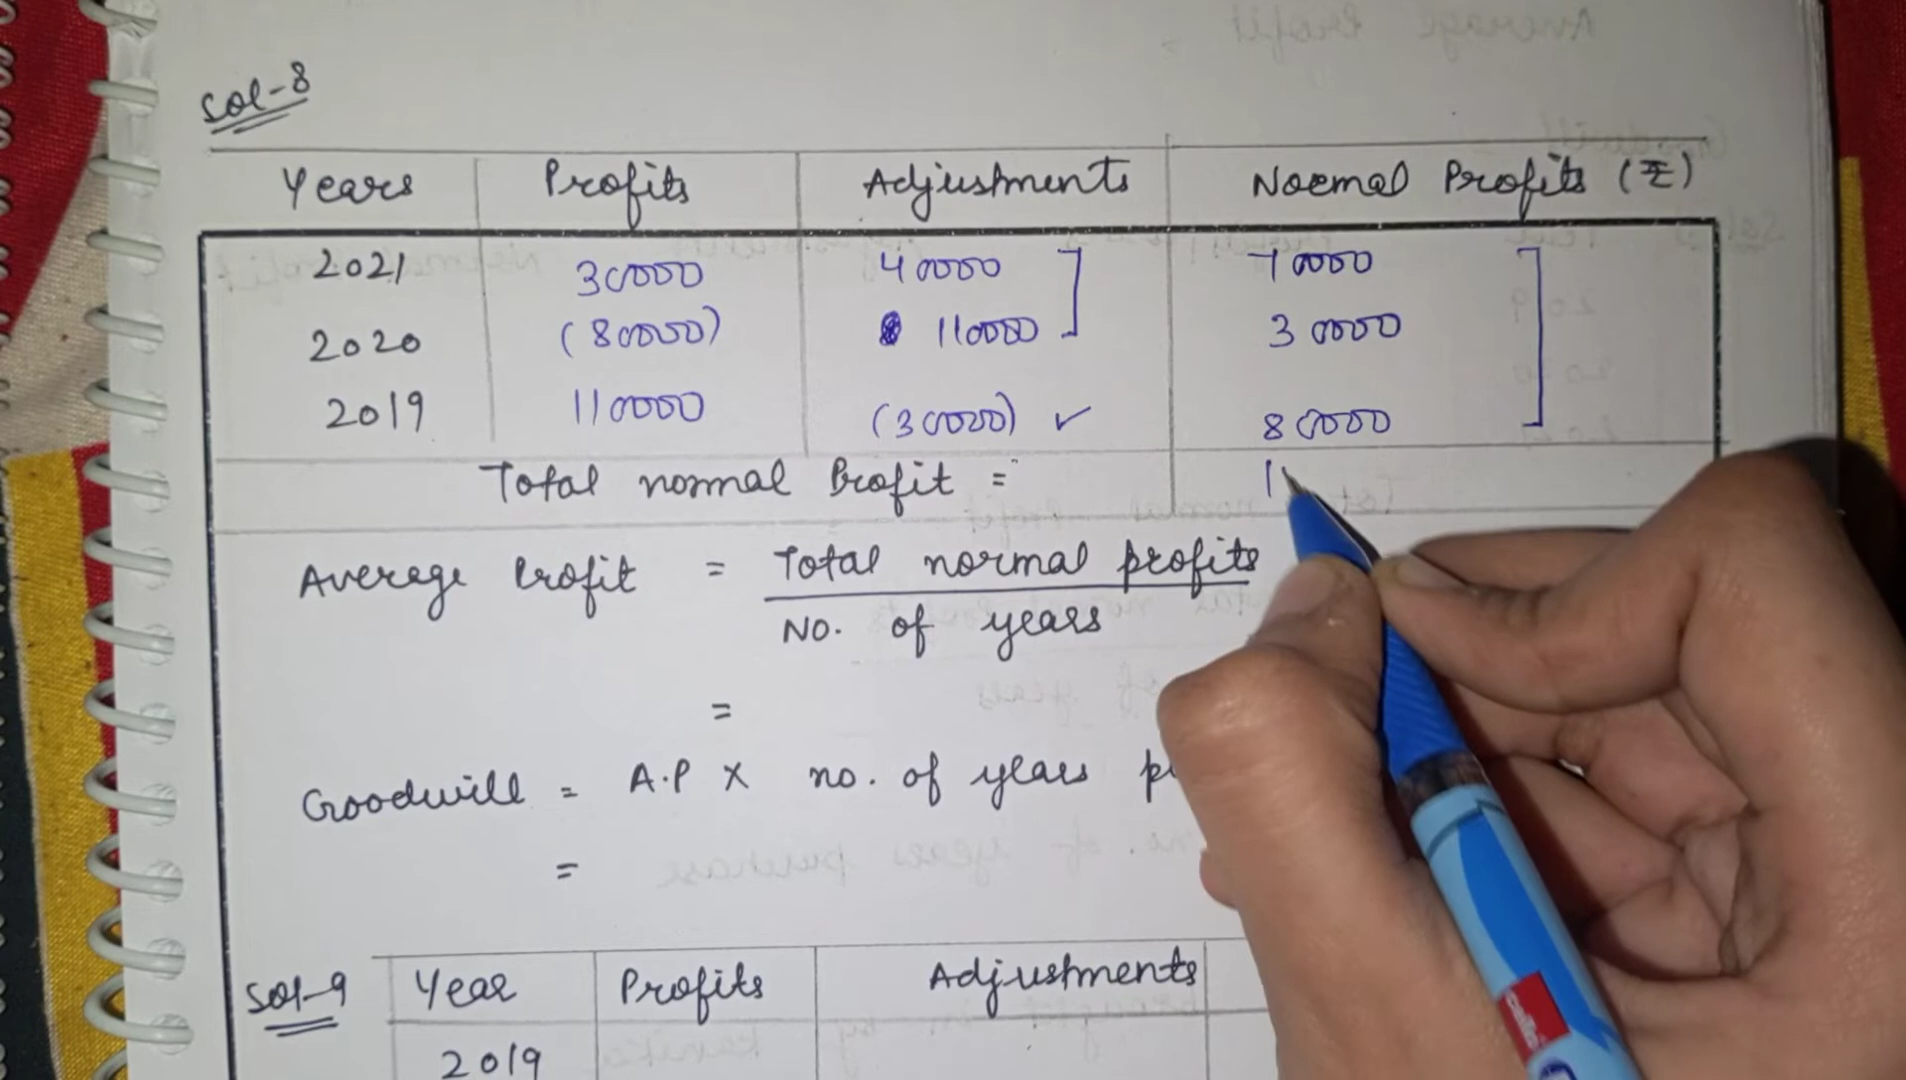 Sol-8
Years Profits Adjustments Normal Profits (₹)
2021 30000 40000 70000
2020 (80000) 110000 30000
2019 110000 (30000) ✓ 80000
Total normal Profit = 1
Average Profit = Total normal profits
No. of years
=
Goodwill = A.P X no. of years
=
Sol-9 Year Profits Adjustments
2019